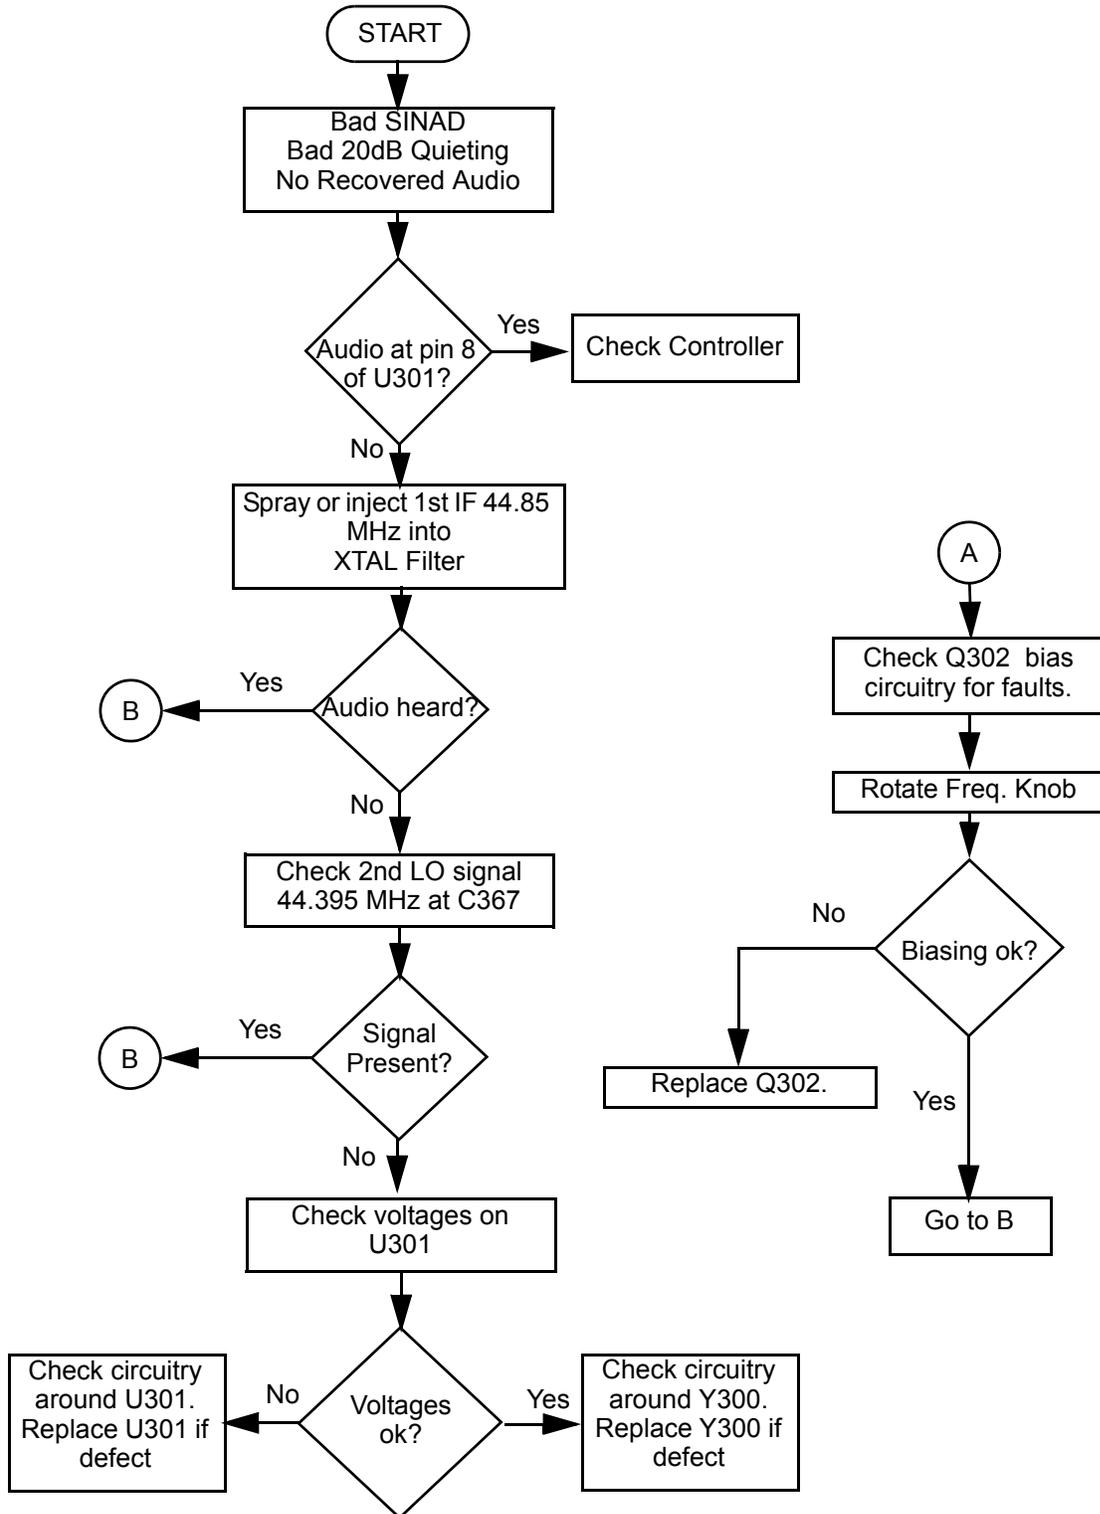 START
Bad SINAD
Bad 20dB Quieting
No Recovered Audio
Audio at pin 8
of U301?
Yes
Check Controller
No
Spray or inject 1st IF 44.85
MHz into
XTAL Filter
Audio heard?
Yes
B
No
Check 2nd LO signal
44.395 MHz at C367
Signal
Present?
Yes
B
No
Check voltages on
U301
Voltages
ok?
No
Check circuitry
around U301.
Replace U301 if
defect
Yes
Check circuitry
around Y300.
Replace Y300 if
defect
A
Check Q302 bias
circuitry for faults.
Rotate Freq. Knob
Biasing ok?
No
Replace Q302.
Yes
Go to B